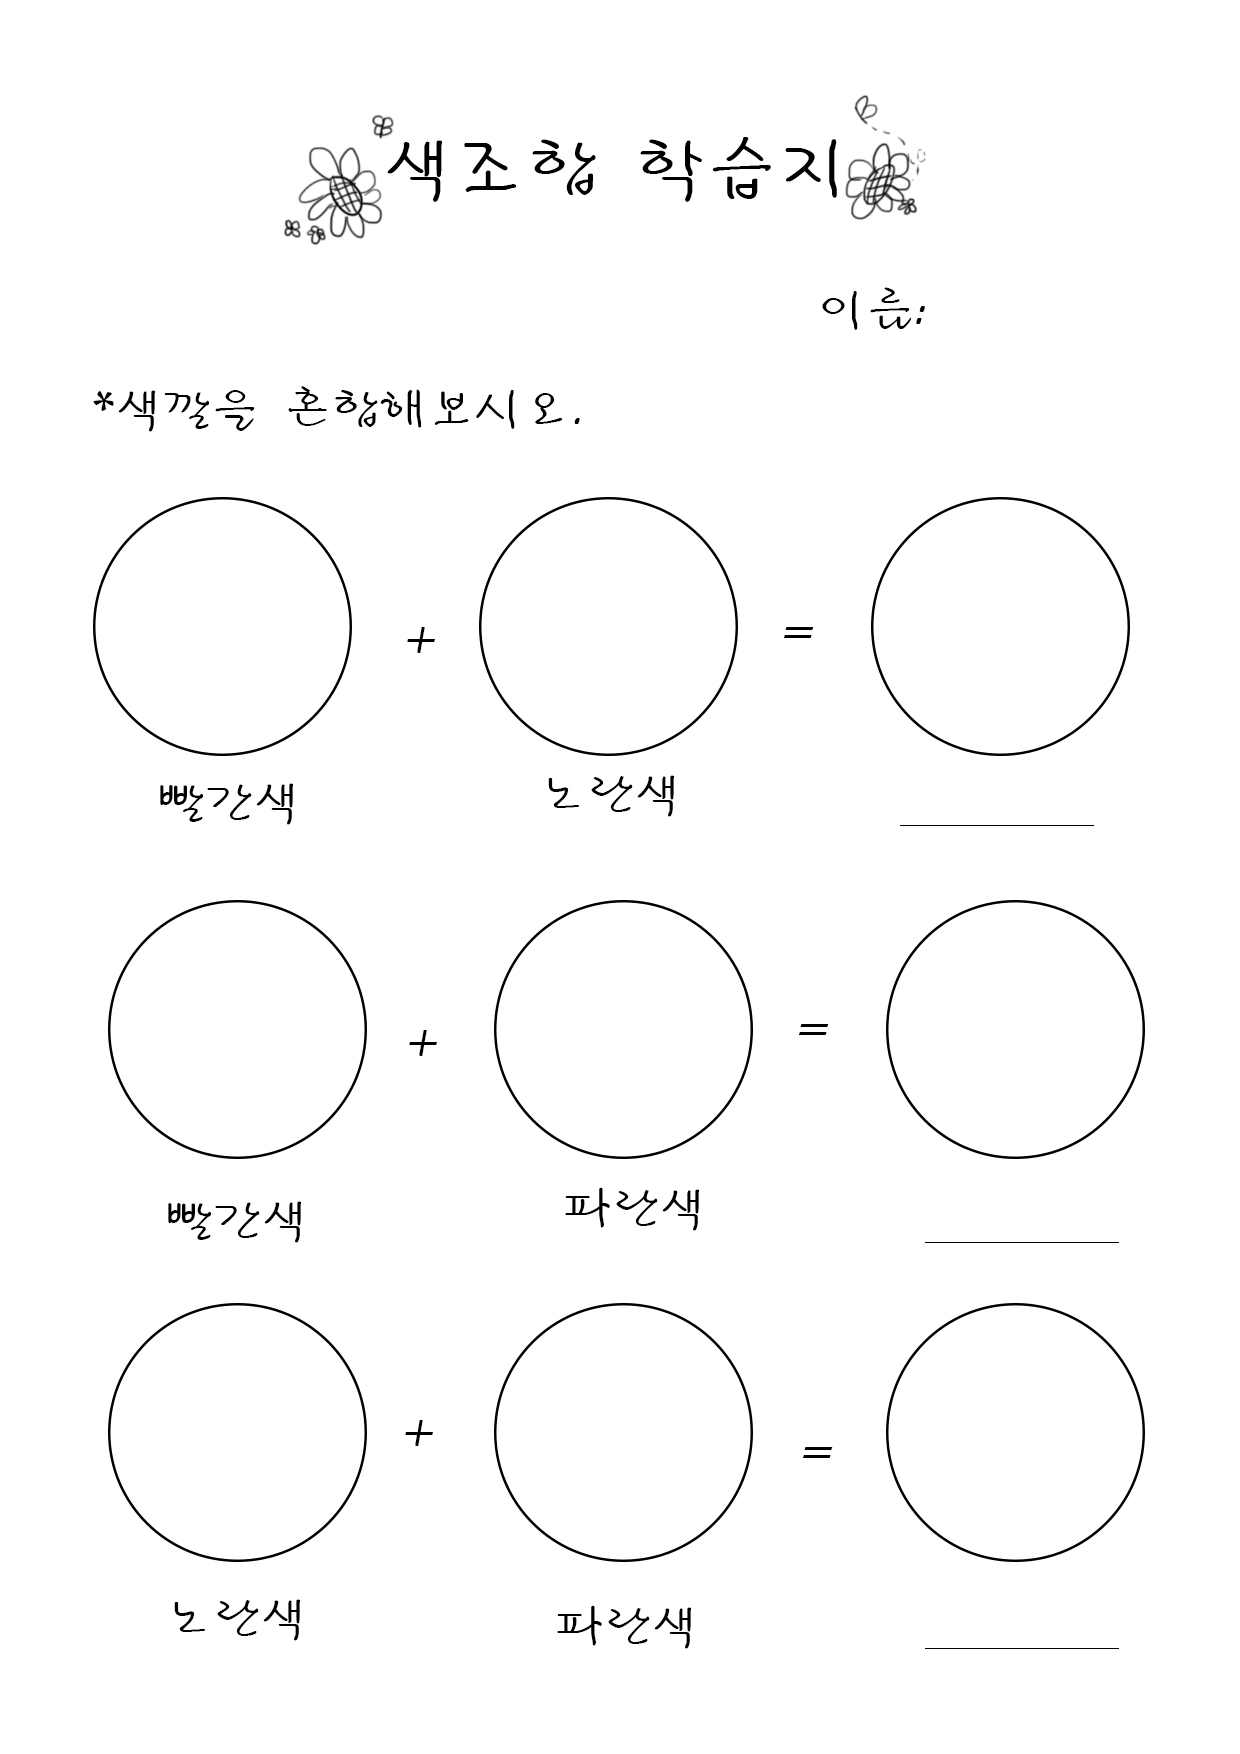 색조합 학습지
이름:
*색깔을 혼합해보시오.
+ =
빨간색 노란색
+ =
빨간색 파란색
+ =
노란색 파란색